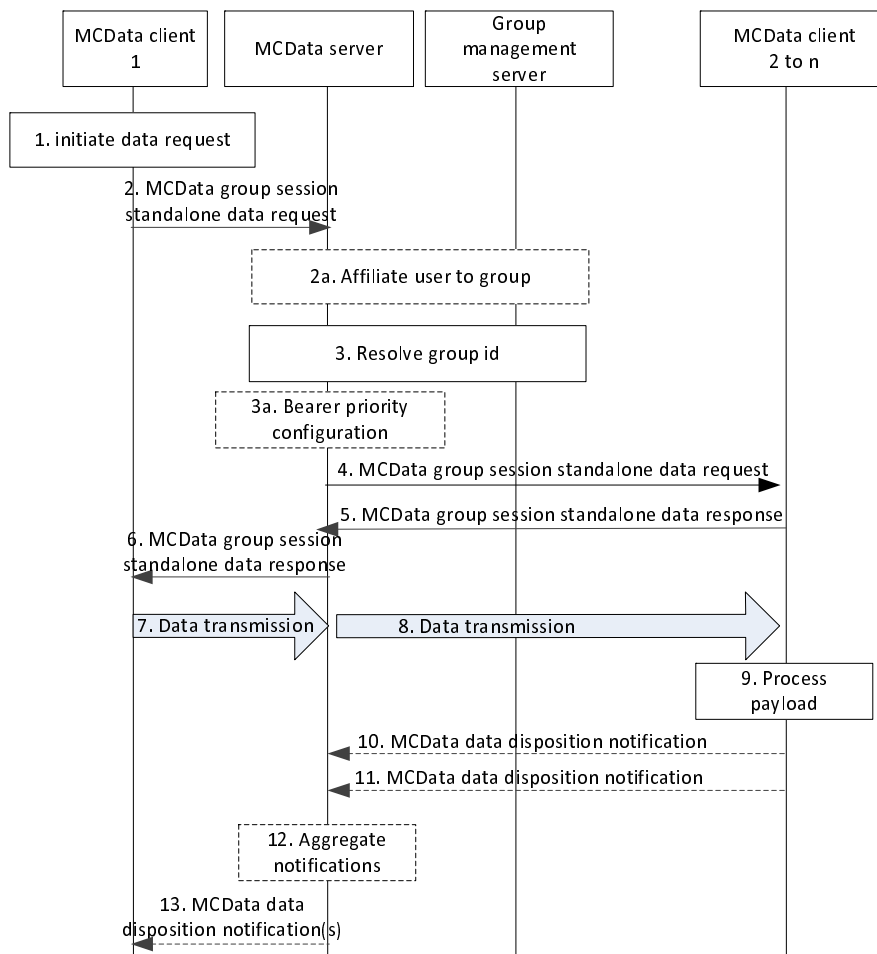 MCData client
1
MCData server
Group
management
server
MCData client
2 to n
1. initiate data request
2. MCData group session
standalone data request
2a. Affiliate user to group
3. Resolve group id
3a. Bearer priority
configuration
4. MCData group session standalone data request
5. MCData group session standalone data response
6. MCData group session
standalone data response
7. Data transmission
8. Data transmission
9. Process
payload
10. MCData data disposition notification
11. MCData data disposition notification
12. Aggregate
notifications
13. MCData data
disposition notification(s)